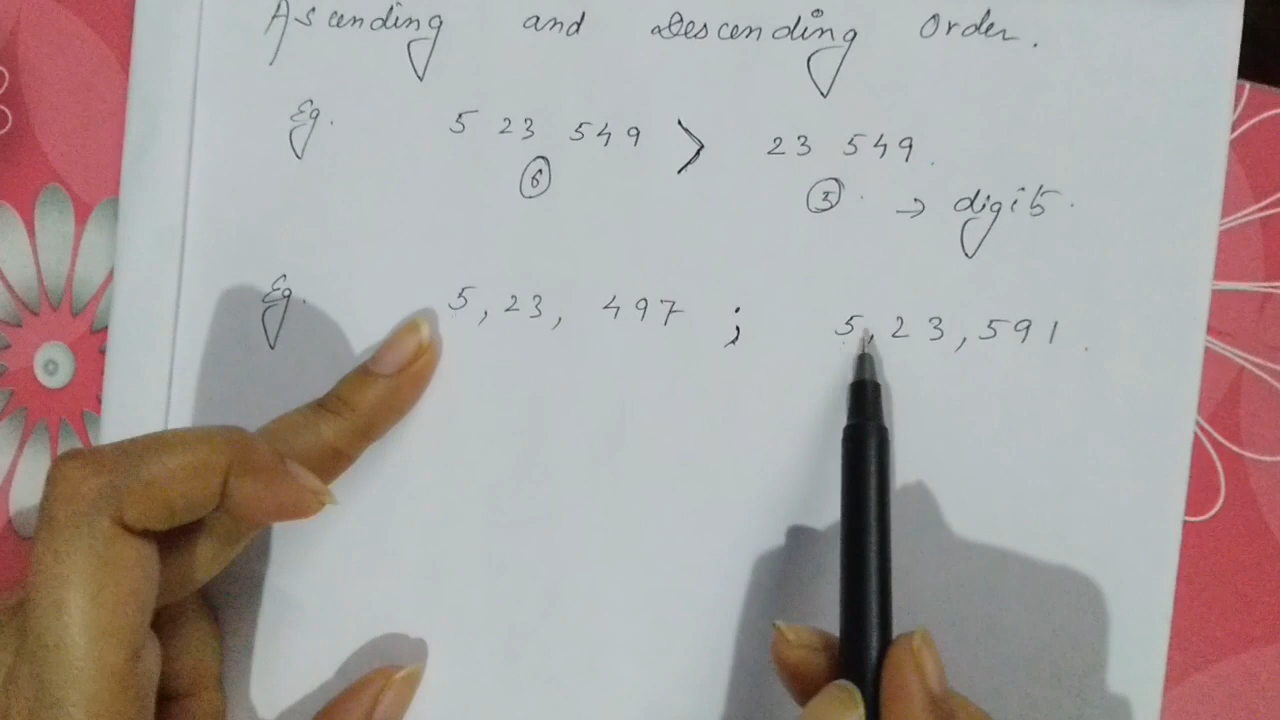 Ascending and Descending Order.
Eg. 5 23 549 > 23 549.
6 5. → digits.
Eg. 5,23, 497 ; 5,23,591.